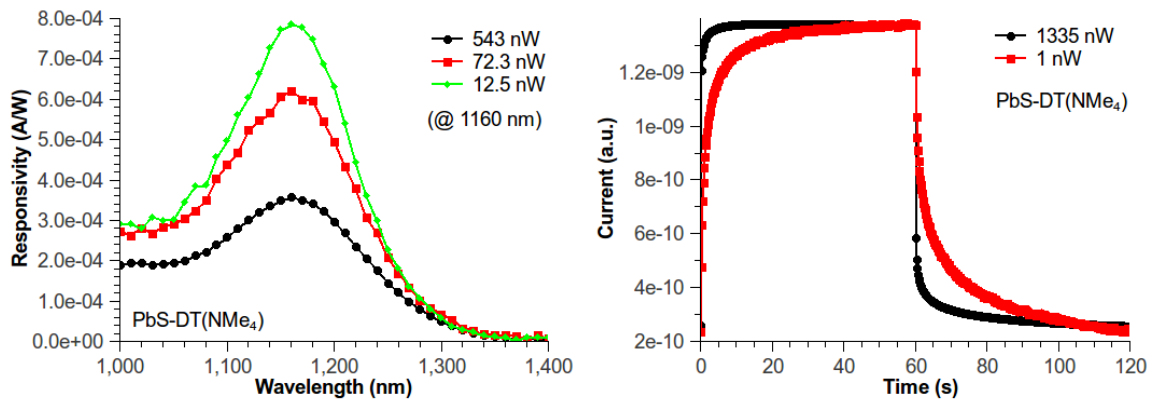 8.0e-04
7.0e-04
6.0e-04
5.0e-04
4.0e-04
3.0e-04
2.0e-04
1.0e-04
0.0e+00
Responsivity (A/W)
543 nW
72.3 nW
12.5 nW
(@ 1160 nm)
PbS-DT(NMe₄)
1,000
1,100
1,200
1,300
1,400
Wavelength (nm)
1.2e-09
1e-09
8e-10
6e-10
4e-10
2e-10
Current (a.u.)
1335 nW
1 nW
PbS-DT(NMe₄)
0
20
40
60
80
100
120
Time (s)